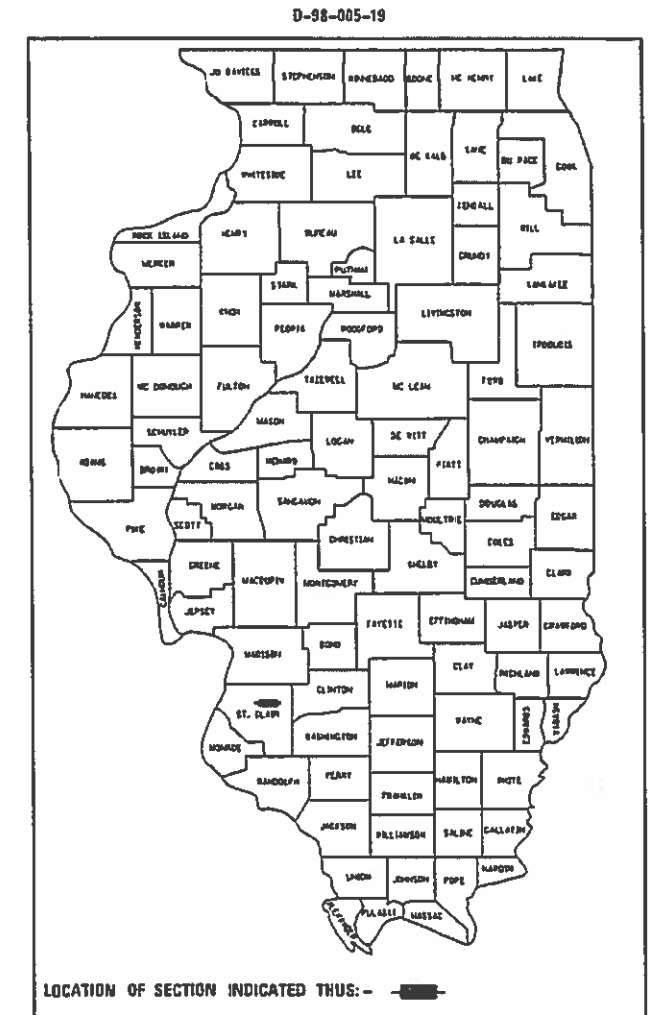 D-98-005-19
JO DAVIESS STEPHENSON WINNEBAGO BOONE MC HENRY LAKE
CARROLL OGLE DE KALB KANE DU PAGE COOK
WHITESIDE LEE
KENDALL WILL
ROCK ISLAND HENRY BUREAU LA SALLE GRUNDY
MERCER PUTNAM KANKAKEE
STARK MARSHALL
HENDERSON WARREN KNOX PEORIA WOODFORD LIVINGSTON IROQUOIS
HANCOCK MC DONOUGH FULTON TAZEWELL MC LEAN FORD
SCHUYLER MASON LOGAN DE WITT CHAMPAIGN VERMILION
ADAMS BROWN CASS MENARD MACON PIATT
MORGAN SANGAMON DOUGLAS EDGAR
PIKE SCOTT CHRISTIAN MOULTRIE COLES
GREENE MACOUPIN MONTGOMERY SHELBY CUMBERLAND CLARK
CALHOUN JERSEY FAYETTE EFFINGHAM JASPER CRAWFORD
MADISON BOND CLAY RICHLAND LAWRENCE
CLINTON MARION
ST. CLAIR WAYNE EDWARDS WABASH
MONROE WASHINGTON JEFFERSON
RANDOLPH PERRY FRANKLIN HAMILTON WHITE
JACKSON WILLIAMSON SALINE GALLATIN
UNION JOHNSON POPE HARDIN
ALEXANDER PULASKI MASSAC
LOCATION OF SECTION INDICATED THUS:-